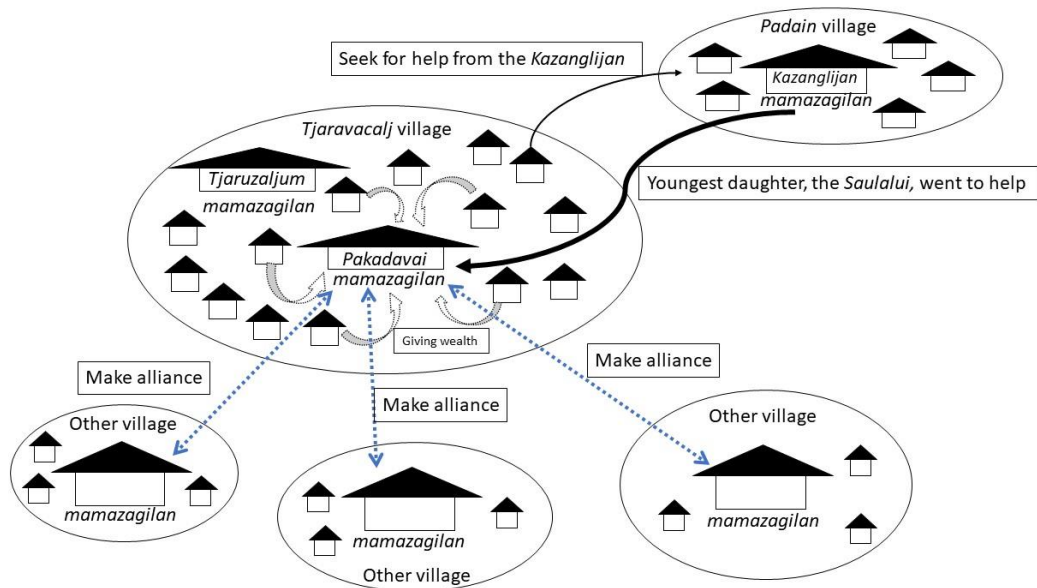 Padain village
Seek for help from the Kazanglijan
Kazanglijan
mamazagilan
Tjaravacalj village
Tjaruzaljum
mamazagilan
Youngest daughter, the Saulalui, went to help
Pakadavai
mamazagilan
Giving wealth
Make alliance
Make alliance
Make alliance
Other village
mamazagilan
mamazagilan
Other village
Other village
mamazagilan